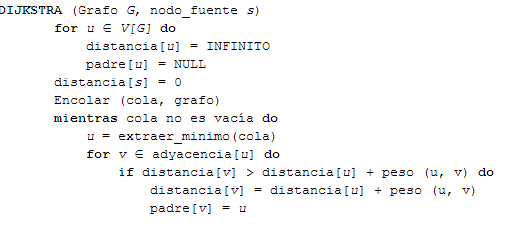 DIJKSTRA (Grafo G, nodo_fuente s)
for u ∈ V[G] do
distancia[u] = INFINITO
padre[u] = NULL
distancia[s] = 0
Encolar (cola, grafo)
mientras cola no es vacía do
u = extraer_minimo(cola)
for v ∈ adyacencia[u] do
if distancia[v] > distancia[u] + peso (u, v) do
distancia[v] = distancia[u] + peso (u, v)
padre[v] = u